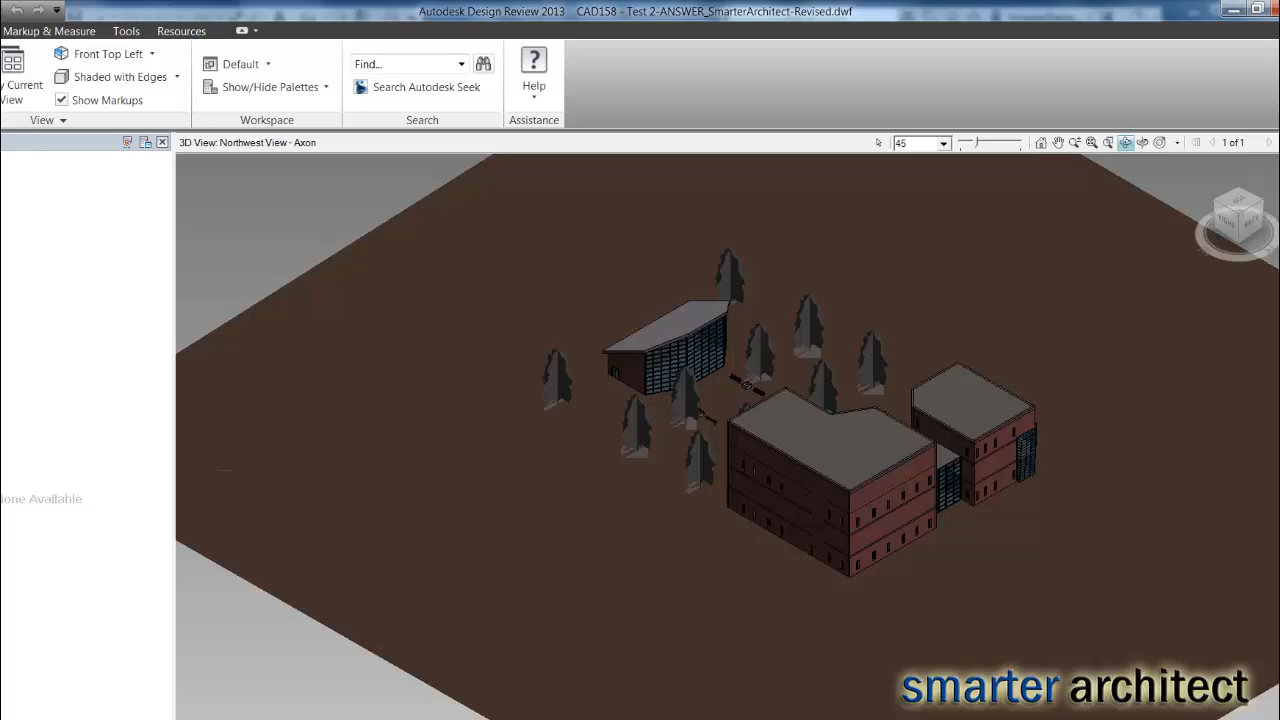 Autodesk Design Review 2013 CAD158 - Test 2-ANSWER_SmarterArchitect-Revised.dwf
Markup & Measure Tools Resources
Front Top Left Default Find...
y Current Shaded with Edges Show/Hide Palettes Search Autodesk Seek Help
View Show Markups
View Workspace Search Assistance
3D View: Northwest View - Axon 45 1 of 1
RIGHT BACK
one Available
smarter architect